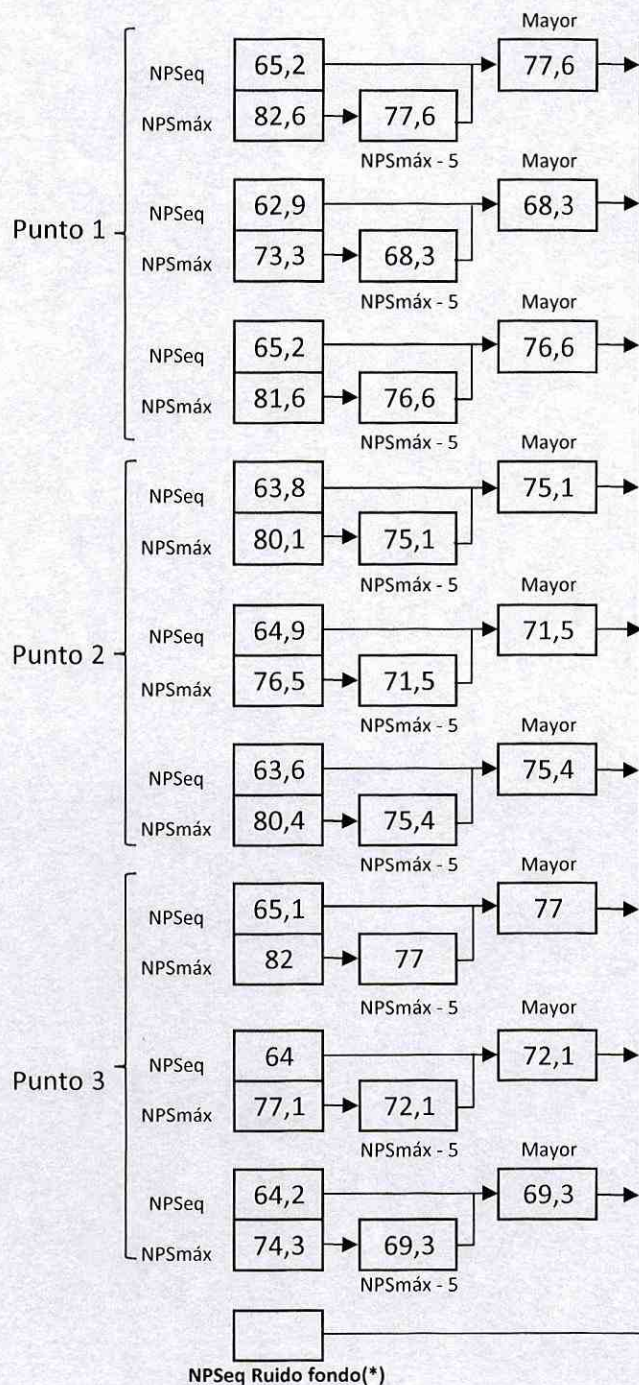 Mayor
NPSeq 65,2 77,6
NPSmáx 82,6 77,6
NPSmáx - 5
Mayor
NPSeq 62,9 68,3
NPSmáx 73,3 68,3
NPSmáx - 5
Punto 1
Mayor
NPSeq 65,2 76,6
NPSmáx 81,6 76,6
NPSmáx - 5
Mayor
NPSeq 63,8 75,1
NPSmáx 80,1 75,1
NPSmáx - 5
Mayor
NPSeq 64,9 71,5
Punto 2
NPSmáx 76,5 71,5
NPSmáx - 5
Mayor
NPSeq 63,6 75,4
NPSmáx 80,4 75,4
NPSmáx - 5
Mayor
NPSeq 65,1 77
NPSmáx 82 77
NPSmáx - 5
Mayor
NPSeq 64 72,1
Punto 3
NPSmáx 77,1 72,1
NPSmáx - 5
Mayor
NPSeq 64,2 69,3
NPSmáx 74,3 69,3
NPSmáx - 5
NPSeq Ruido fondo(*)